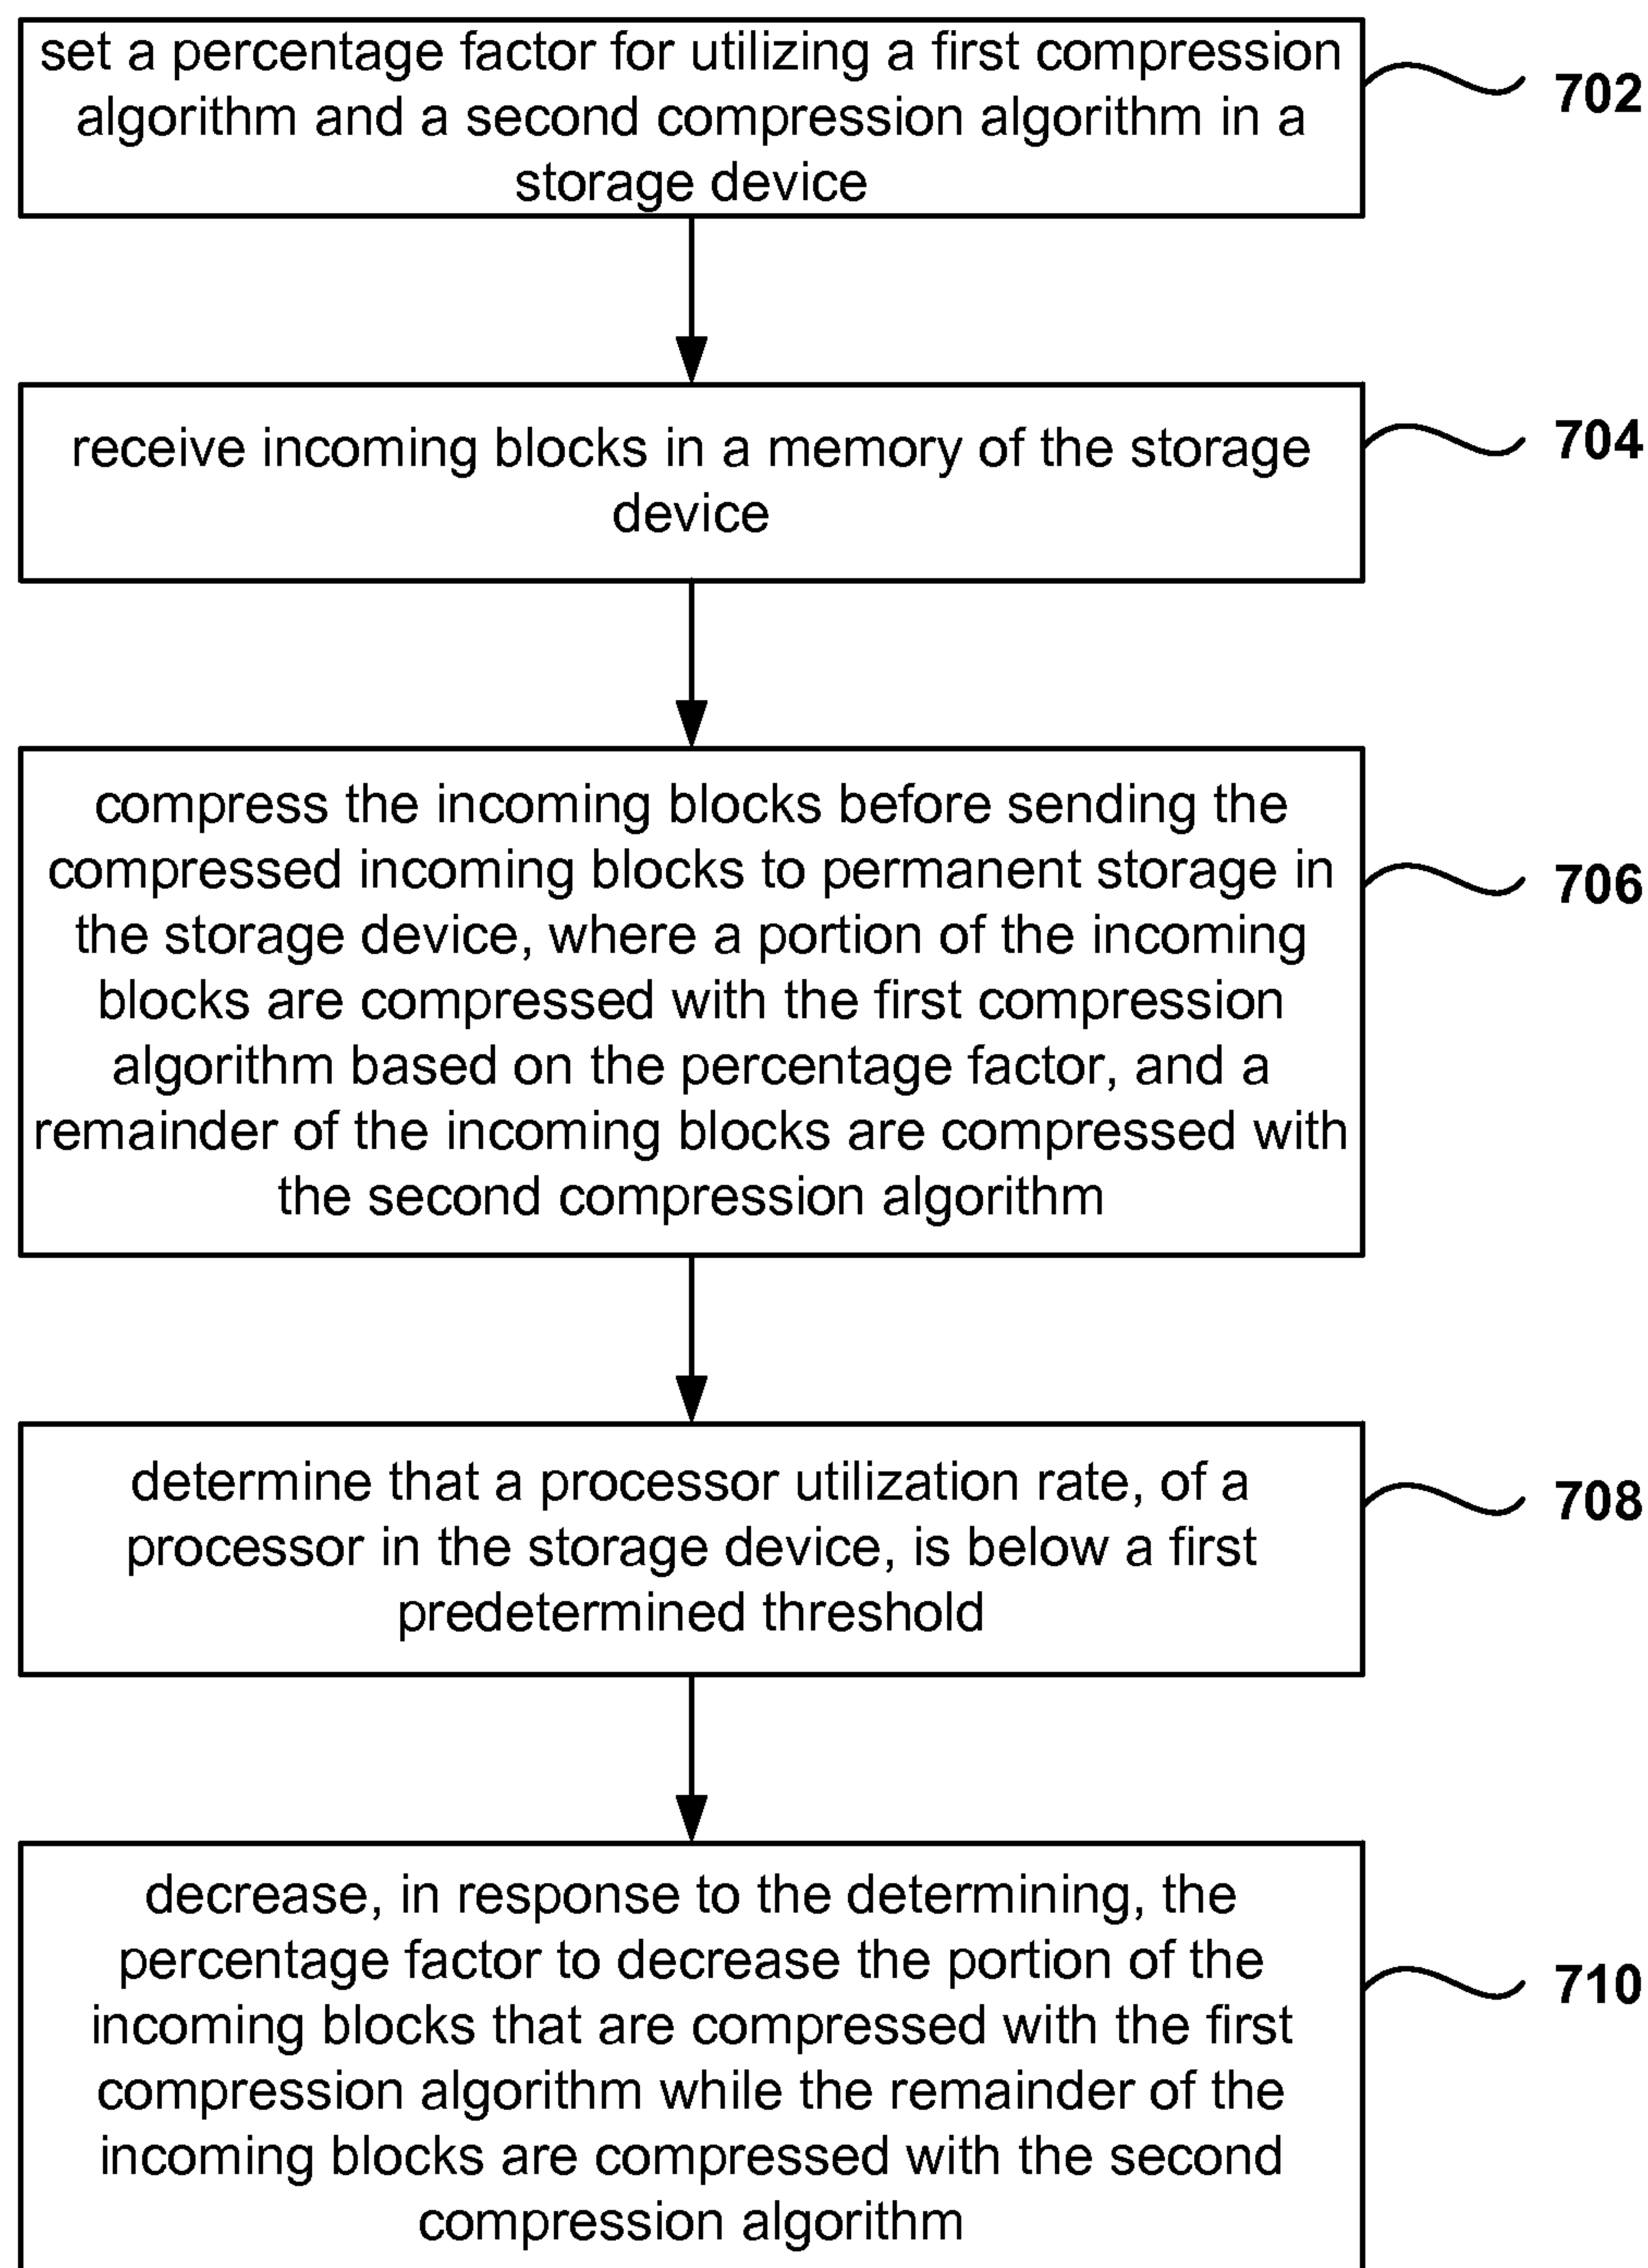 set a percentage factor for utilizing a first compression
algorithm and a second compression algorithm in a
storage device
702
receive incoming blocks in a memory of the storage
device
704
compress the incoming blocks before sending the
compressed incoming blocks to permanent storage in
the storage device, where a portion of the incoming
blocks are compressed with the first compression
algorithm based on the percentage factor, and a
remainder of the incoming blocks are compressed with
the second compression algorithm
706
determine that a processor utilization rate, of a
processor in the storage device, is below a first
predetermined threshold
708
decrease, in response to the determining, the
percentage factor to decrease the portion of the
incoming blocks that are compressed with the first
compression algorithm while the remainder of the
incoming blocks are compressed with the second
compression algorithm
710